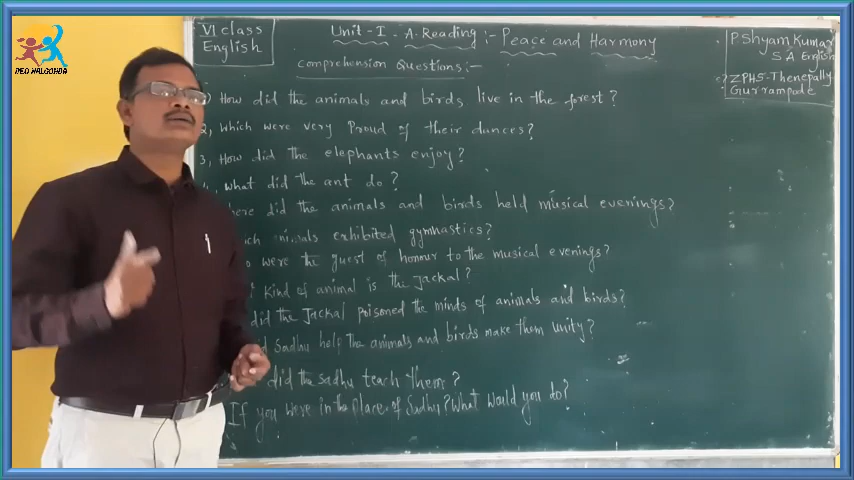 DEO NALGONDA
VI class
English
Unit-I - A. Reading :- Peace and Harmony
P. Shyam Kumar
S A English
ZPHS-Thenepally
Gurrampode
Comprehension Questions:-
How did the animals and birds live in the forest?
2, Which were very Proud of their dances?
3, How did the elephants enjoy?
what did the ant do?
did the animals and birds held musical evenings?
exhibited gymnastics?
were the guest of honour to the musical evenings?
kind of animal is the Jackal?
did the Jackal poisoned the minds of animals and birds?
Sadhu help the animals and birds make them unity?
did the sadhu teach them?
If you were in the Place of Sadhu? What would you do?